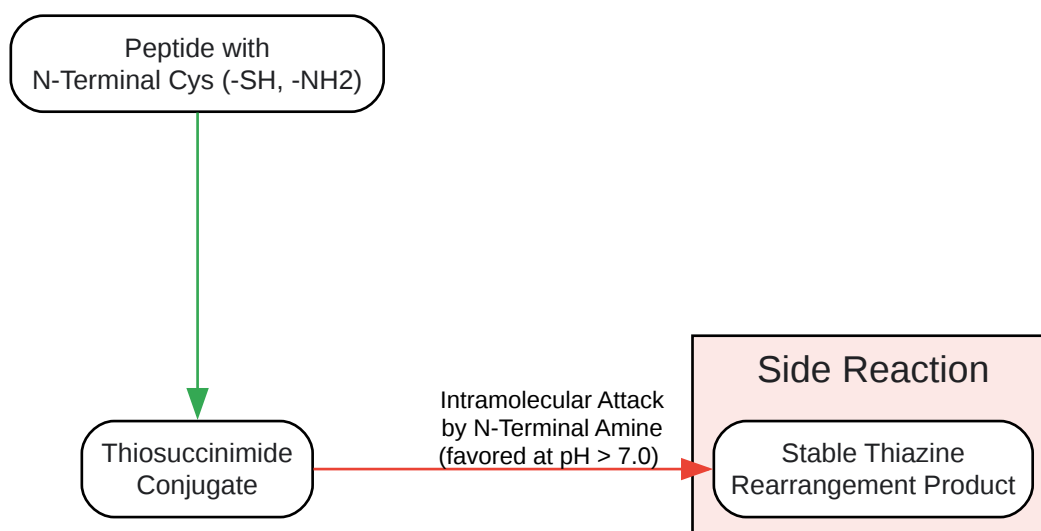 Peptide with
N-Terminal Cys (-SH, -NH2)
Side Reaction
Intramolecular Attack
by N-Terminal Amine
(favored at pH > 7.0)
Thiosuccinimide
Conjugate
Stable Thiazine
Rearrangement Product